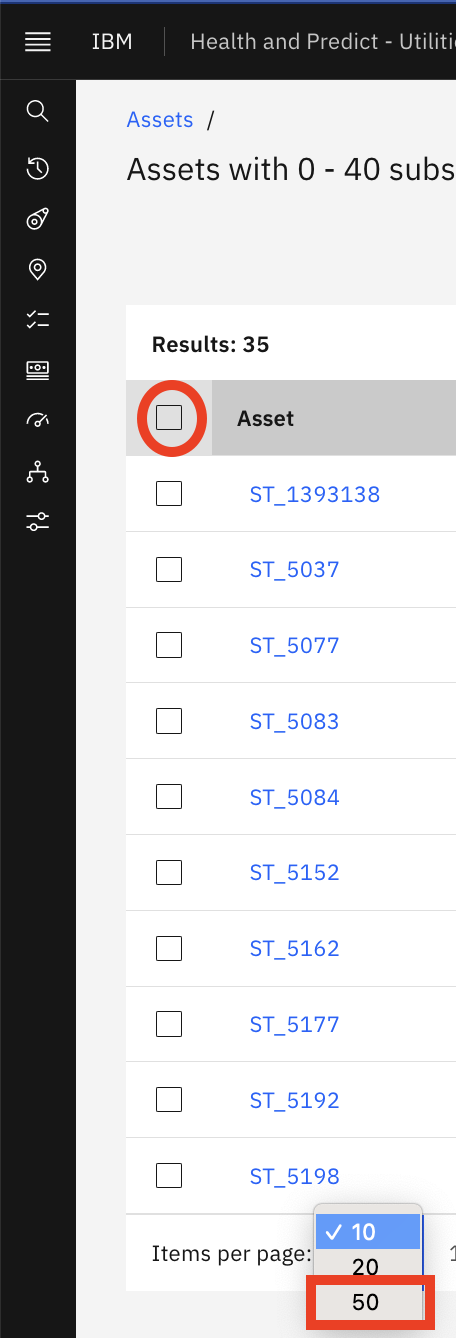 IBM
Health and Predict - Utiliti
Assets /
Assets with 0 - 40 subs
Results: 35
Asset
ST_1393138
ST_5037
ST_5077
ST_5083
ST_5084
ST_5152
ST_5162
ST_5177
ST_5192
ST_5198
Items per page:
✓ 10
20
50
1